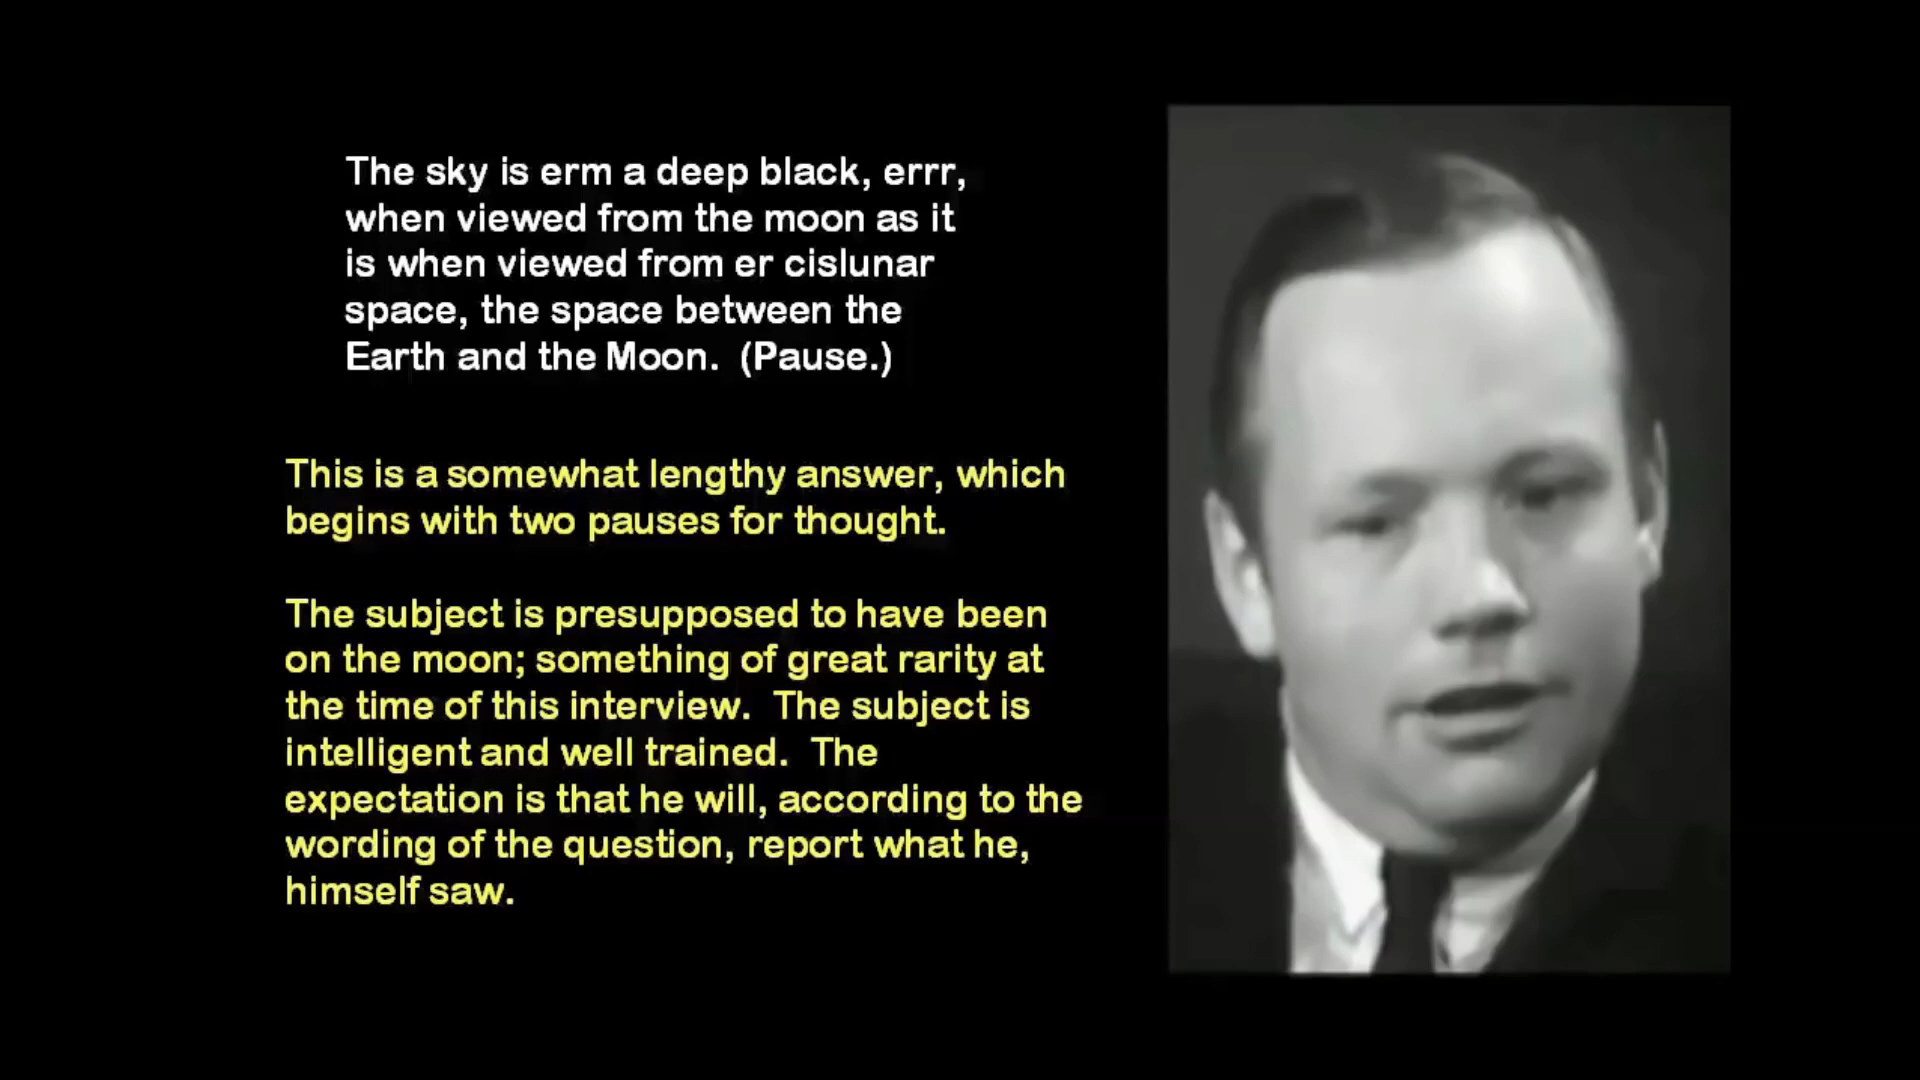 The sky is erm a deep black, errr,
when viewed from the moon as it
is when viewed from er cislunar
space, the space between the
Earth and the Moon.  (Pause.)
This is a somewhat lengthy answer, which
begins with two pauses for thought.
The subject is presupposed to have been
on the moon; something of great rarity at
the time of this interview.  The subject is
intelligent and well trained.  The
expectation is that he will, according to the
wording of the question, report what he,
himself saw.